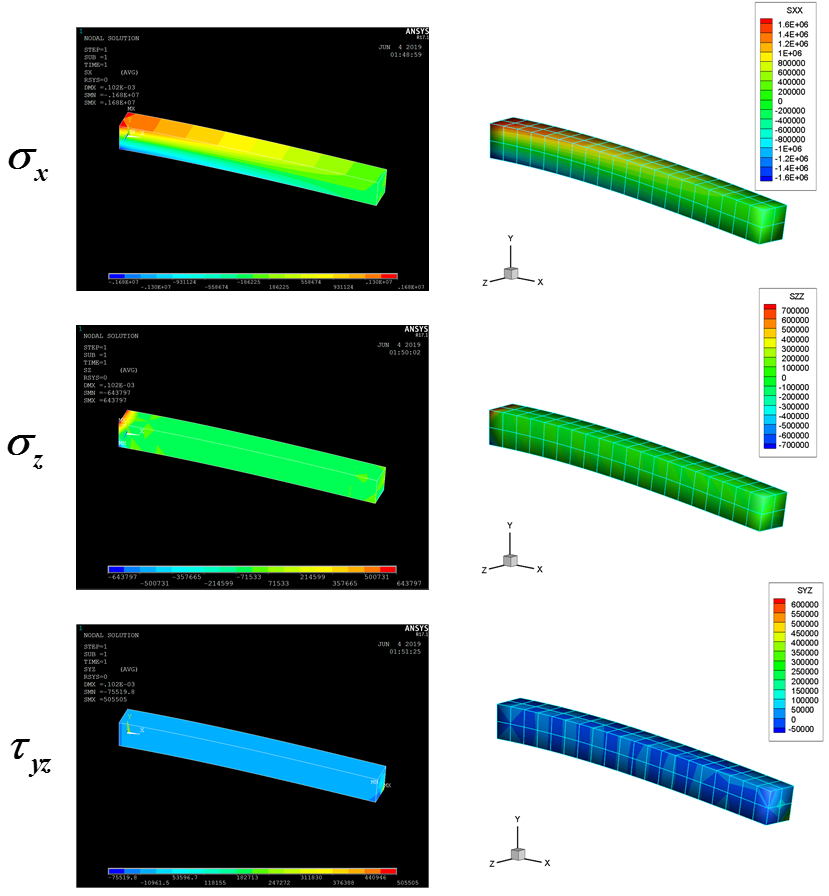 1
ANSYS
R17.1
NODAL SOLUTION
JUN 4 2019
01:48:59
STEP=1
SUB =1
TIME=1
SX (AVG)
RSYS=0
DMX =.102E-03
SMN =-.168E+07
SMX =.168E+07
MX
-.168E+07 -.130E+07 -931124 -558674 -186225 186225 558674 931124 .130E+07 .168E+07
σx
SXX
1.6E+06
1.4E+06
1.2E+06
1E+06
800000
600000
400000
200000
0
-200000
-400000
-600000
-800000
-1E+06
-1.2E+06
-1.4E+06
-1.6E+06
Y
Z X
1
ANSYS
R17.1
NODAL SOLUTION
JUN 4 2019
01:50:02
STEP=1
SUB =1
TIME=1
SZ (AVG)
RSYS=0
DMX =.102E-03
SMN =-643797
SMX =643797
-643797 -500731 -357665 -214599 -71533 71533 214599 357665 500731 643797
σz
SZZ
700000
600000
500000
400000
300000
200000
100000
0
-100000
-200000
-300000
-400000
-500000
-600000
-700000
Y
Z X
1
ANSYS
R17.1
NODAL SOLUTION
JUN 4 2019
01:51:25
STEP=1
SUB =1
TIME=1
SYZ (AVG)
RSYS=0
DMX =.102E-03
SMN =-75519.8
SMX =505505
Y
X
MN
MX
-75519.8 -10961.5 53596.7 118155 182713 247272 311830 376388 440946 505505
τyz
SYZ
600000
550000
500000
450000
400000
350000
300000
250000
200000
150000
100000
50000
0
-50000
Y
Z X